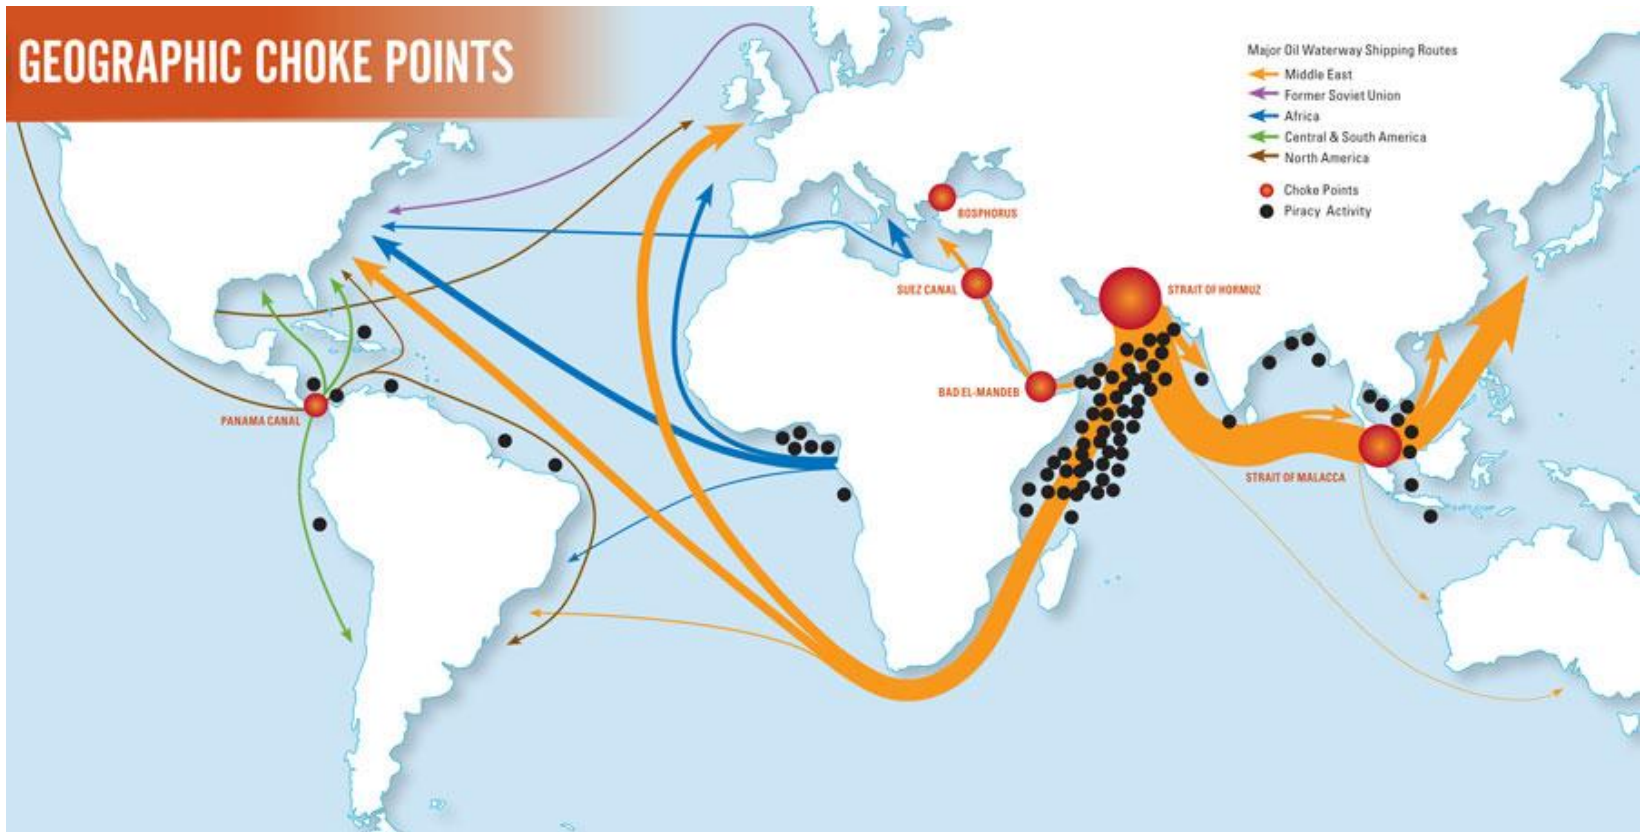 GEOGRAPHIC CHOKE POINTS
Major Oil Waterway Shipping Routes
Middle East
Former Soviet Union
Africa
Central & South America
North America
Choke Points
Piracy Activity
BOSPHORUS
SUEZ CANAL
STRAIT OF HORMUZ
BAD EL-MANDEB
PANAMA CANAL
STRAIT OF MALACCA